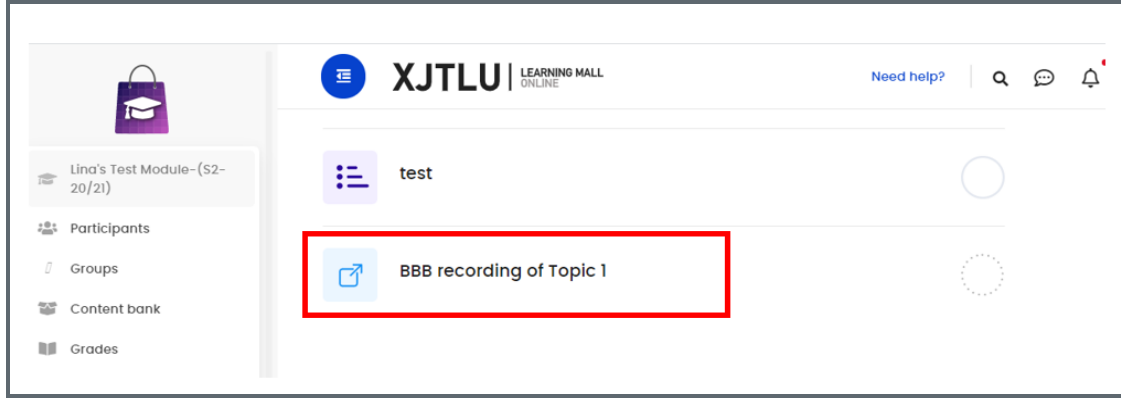 XJTLU LEARNING MALL
ONLINE
Need help?
Lina's Test Module-(S2-
20/21)
Participants
Groups
Content bank
Grades
test
BBB recording of Topic 1